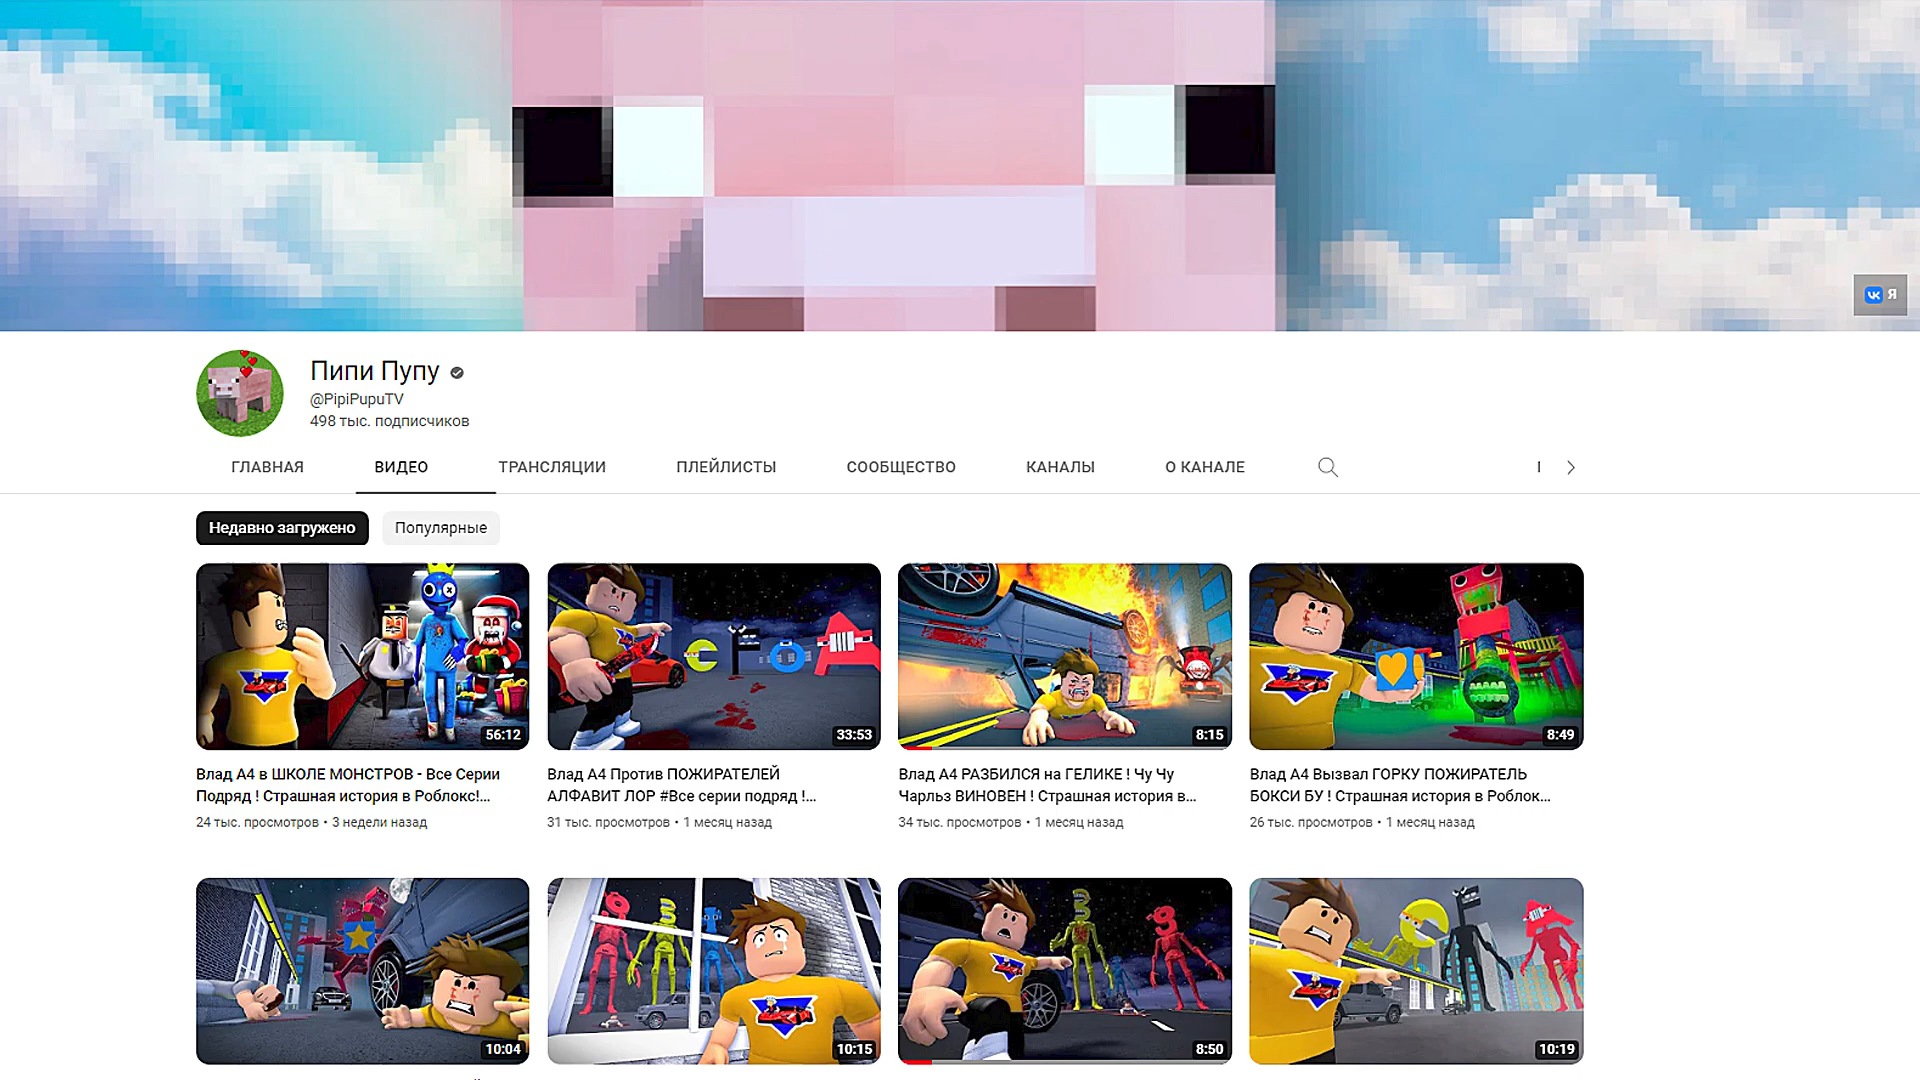 Я
Пипи Пупу
@PipiPupuTV
498 тыс. подписчиков
ГЛАВНАЯ ВИДЕО ТРАНСЛЯЦИИ ПЛЕЙЛИСТЫ СООБЩЕСТВО КАНАЛЫ О КАНАЛЕ
Недавно загружено Популярные
56:12 33:53 8:15 8:49
Влад А4 в ШКОЛЕ МОНСТРОВ - Все Серии
Подряд ! Страшная история в Роблокс!...
24 тыс. просмотров • 3 недели назад
Влад А4 Против ПОЖИРАТЕЛЕЙ
АЛФАВИТ ЛОР #Все серии подряд !...
31 тыс. просмотров • 1 месяц назад
Влад А4 РАЗБИЛСЯ на ГЕЛИКЕ ! Чу Чу
Чарльз ВИНОВЕН ! Страшная история в...
34 тыс. просмотров • 1 месяц назад
Влад А4 Вызвал ГОРКУ ПОЖИРАТЕЛЬ
БОКСИ БУ ! Страшная история в Роблок...
26 тыс. просмотров • 1 месяц назад
10:04 10:15 8:50 10:19